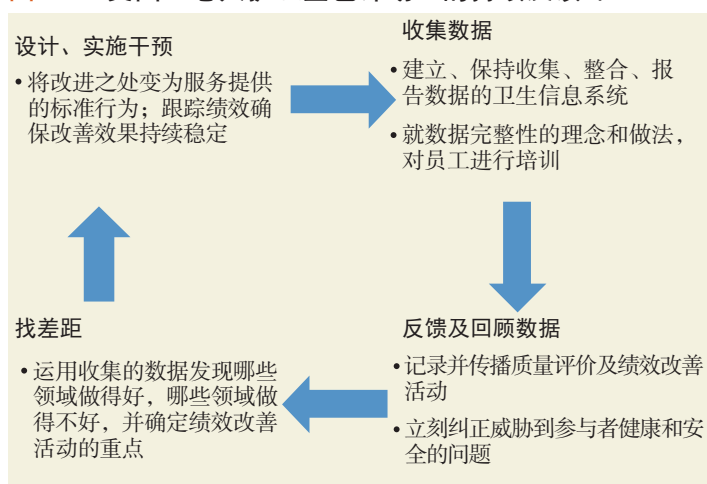 设计、实施干预
• 将改进之处变为服务提供
的标准行为；跟踪绩效确
保改善效果持续稳定
收集数据
• 建立、保持收集、整合、报
告数据的卫生信息系统
• 就数据完整性的理念和做法，
对员工进行培训
找差距
• 运用收集的数据发现哪些
领域做得好，哪些领域做
得不好，并确定绩效改善
活动的重点
反馈及回顾数据
• 记录并传播质量评价及绩效改善
活动
• 立刻纠正威胁到参与者健康和安
全的问题